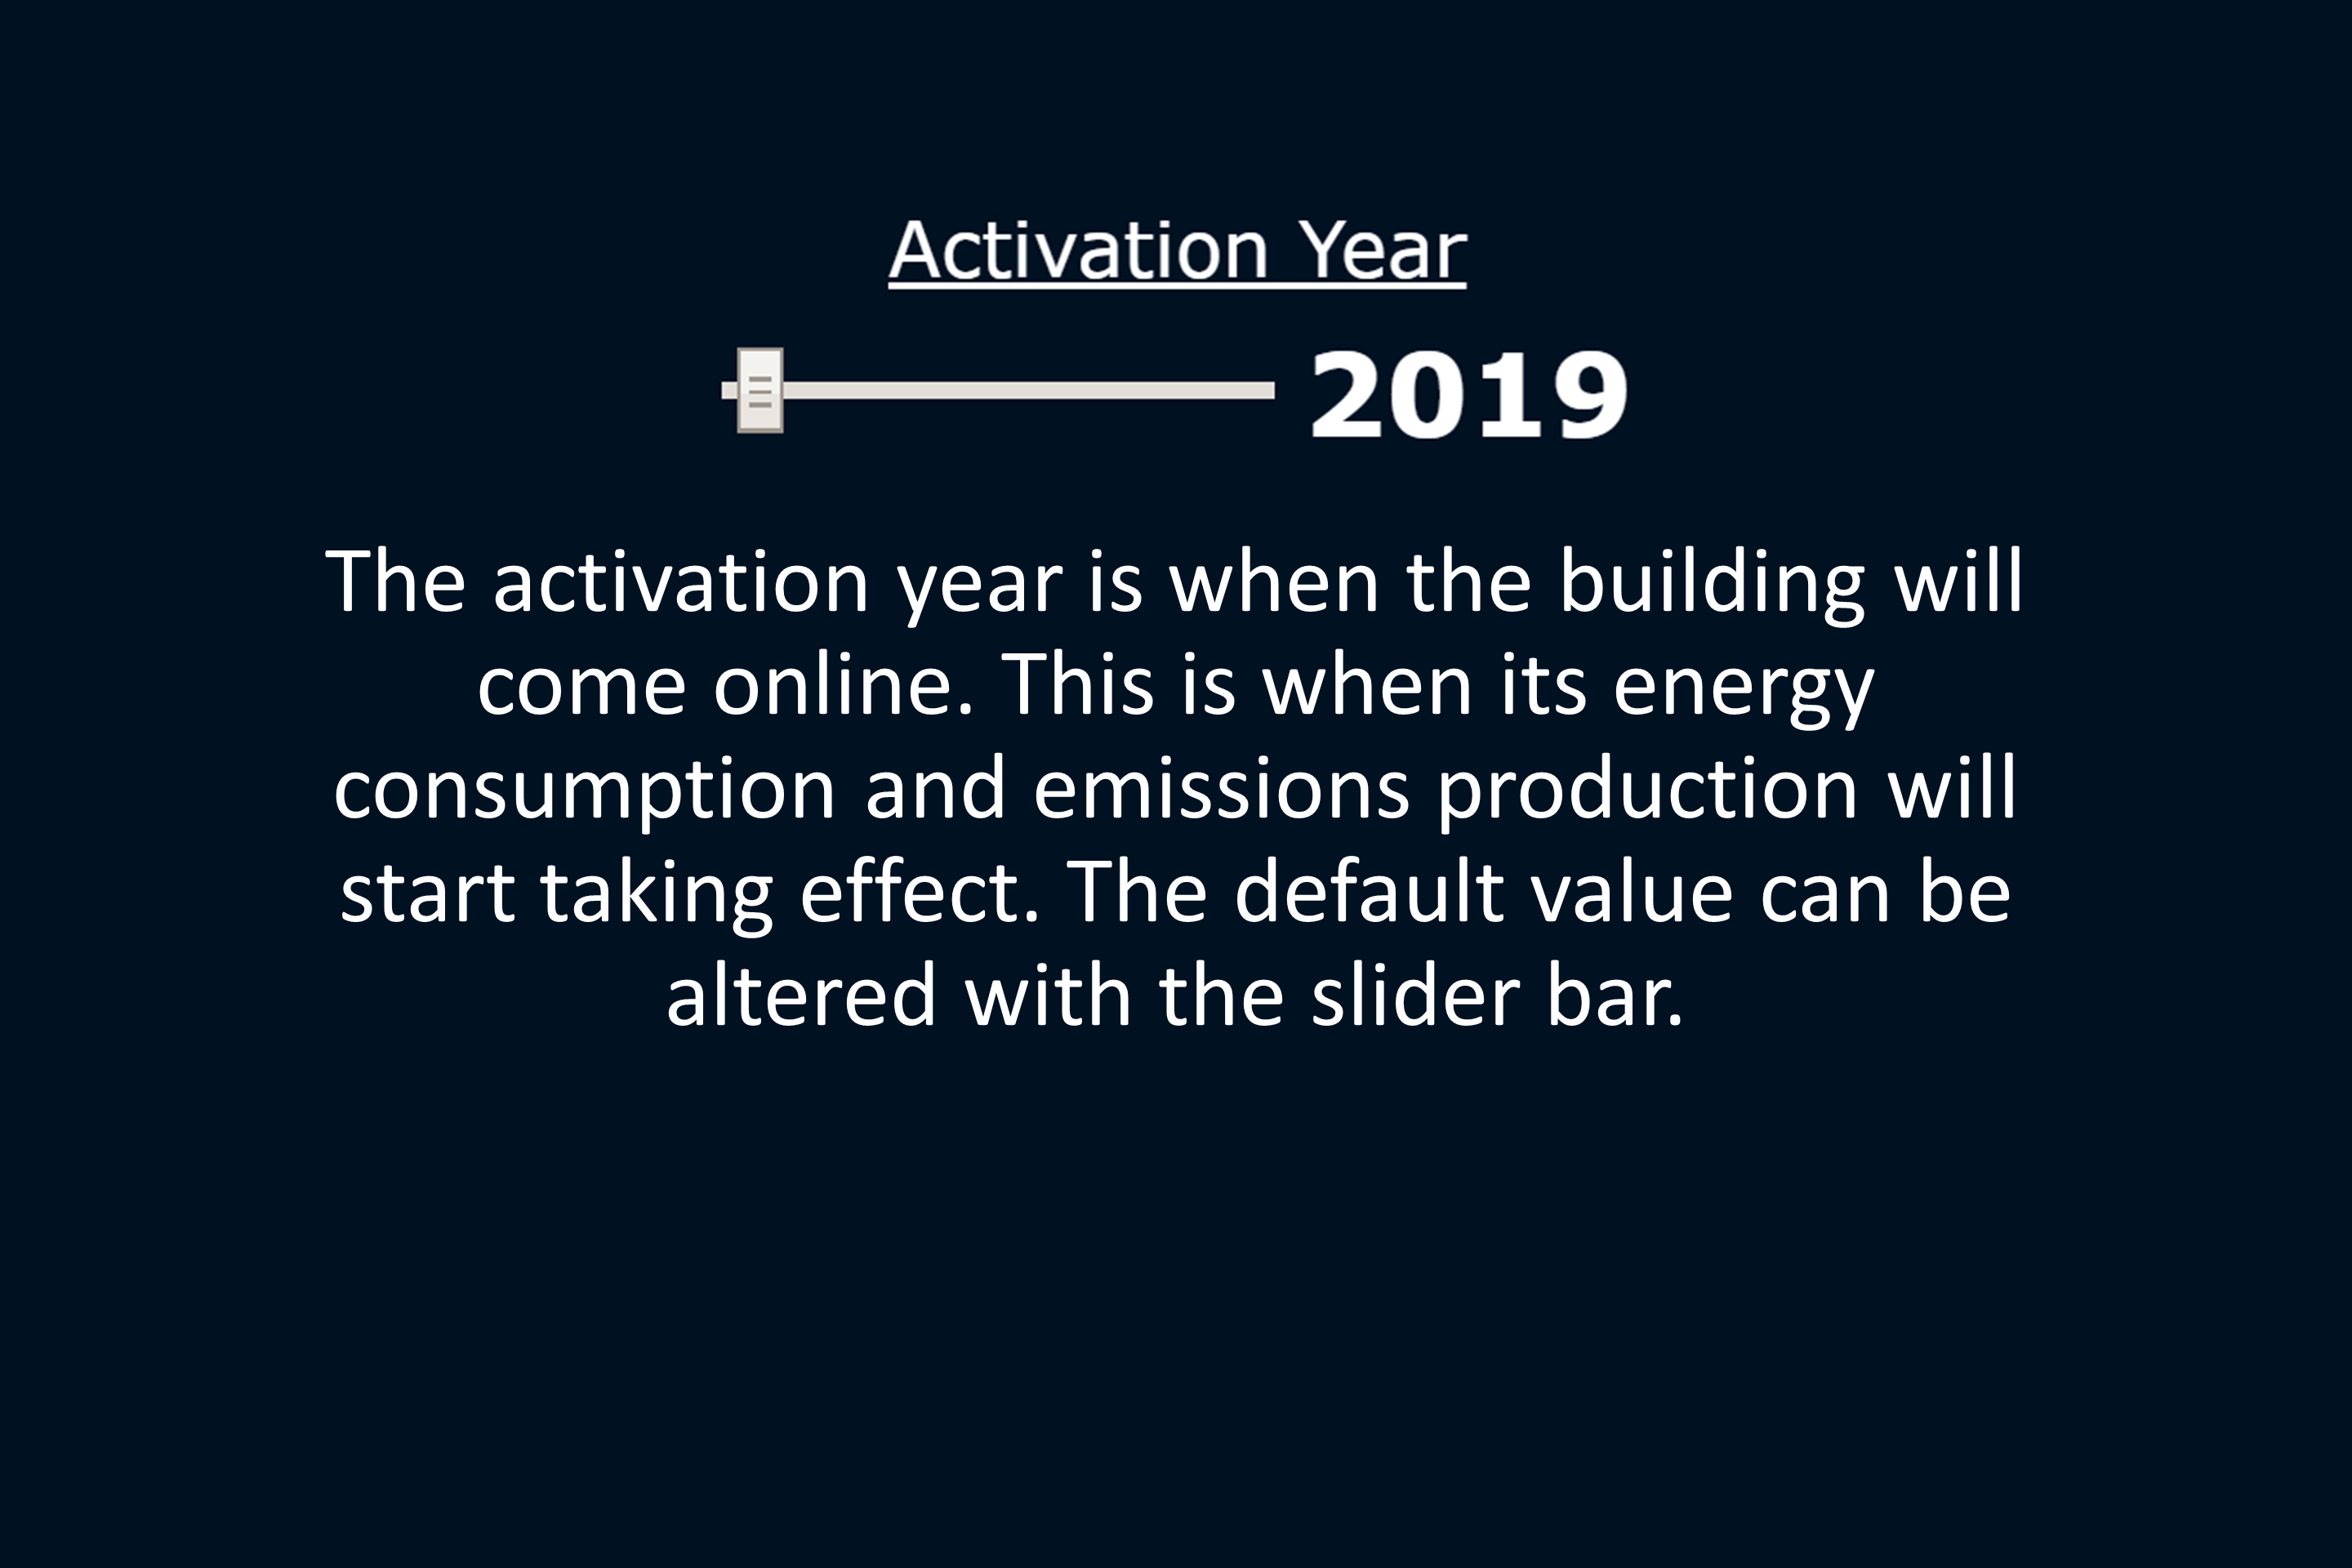 Activation Year
2019
The activation year is when the building will
come online. This is when its energy
consumption and emissions production will
start taking effect. The default value can be
altered with the slider bar.